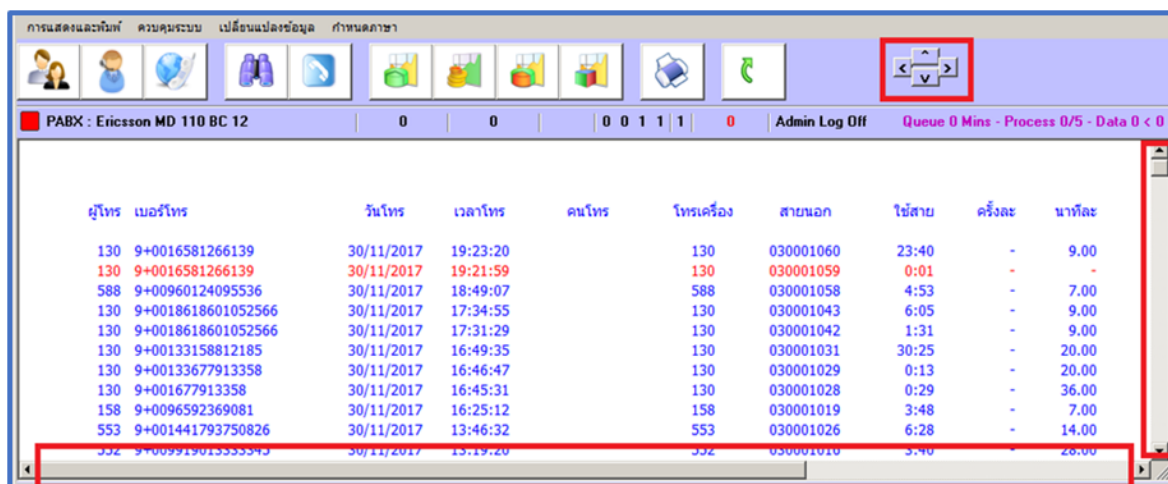 การแสดงและพิมพ์ ควบคุมระบบ เปลี่ยนแปลงข้อมูล กำหนดภาษา
PABX : Ericsson MD 110 BC 12 0 0 0 0 1 1 1 0 Admin Log Off Queue 0 Mins - Process 0/5 - Data 0 < 0
ผู้โทร เบอร์โทร วันโทร เวลาโทร คนโทร โทรเครื่อง สายนอก ใช้สาย ครั้งละ นาทีละ
130 9+0016581266139 30/11/2017 19:23:20 130 030001060 23:40 - 9.00
130 9+0016581266139 30/11/2017 19:21:59 130 030001059 0:01 - -
588 9+00960124095536 30/11/2017 18:49:07 588 030001058 4:53 - 7.00
130 9+0018618601052566 30/11/2017 17:34:55 130 030001043 6:05 - 9.00
130 9+0018618601052566 30/11/2017 17:31:29 130 030001042 1:31 - 9.00
130 9+00133158812185 30/11/2017 16:49:35 130 030001031 30:25 - 20.00
130 9+00133677913358 30/11/2017 16:46:47 130 030001029 0:13 - 20.00
130 9+001677913358 30/11/2017 16:45:31 130 030001028 0:29 - 36.00
158 9+0096592369081 30/11/2017 16:25:12 158 030001019 3:48 - 7.00
553 9+001441793750826 30/11/2017 13:46:32 553 030001026 6:28 - 14.00
552 30/11/2017 13:19:20 552 3:40 - 28.00